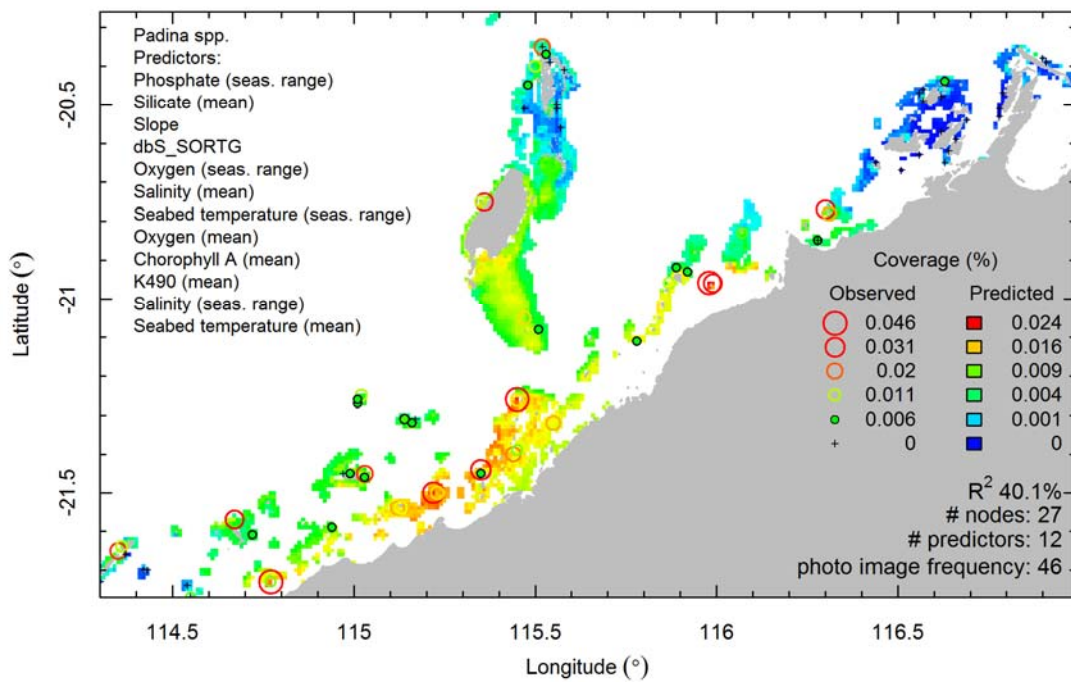 Padina spp.
Predictors:
Phosphate (seas. range)
Silicate (mean)
Slope
dbS_SORTG
Oxygen (seas. range)
Salinity (mean)
Seabed temperature (seas. range)
Oxygen (mean)
Chorophyll A (mean)
K490 (mean)
Salinity (seas. range)
Seabed temperature (mean)
Coverage (%)
Observed Predicted
0.046 0.024
0.031 0.016
0.02 0.009
0.011 0.004
0.006 0.001
0 0
R² 40.1%
# nodes: 27
# predictors: 12
photo image frequency: 46
Latitude (°)
-20.5
-21
-21.5
114.5 115 115.5 116 116.5
Longitude (°)